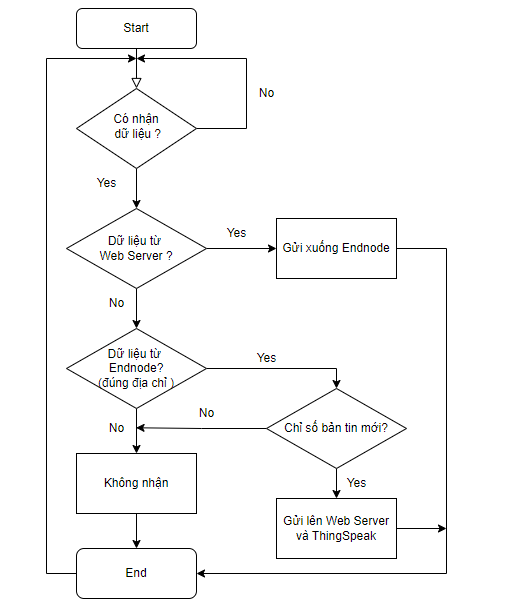 Start
No
Có nhận
dữ liệu ?
Yes
Dữ liệu từ
Web Server ?
Yes
Gửi xuống Endnode
No
Dữ liệu từ
Endnode?
(đúng địa chỉ )
Yes
No
No
Chỉ số bản tin mới?
Không nhận
Yes
Gửi lên Web Server
và ThingSpeak
End